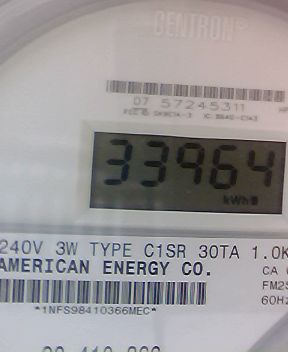 CENTRON®
07 57245311
33964
kWh
240V 3W TYPE C1SR 30TA 1.0K
AMERICAN ENERGY CO.
CA
FM2S
60Hz
*1NFS98410366MEC*